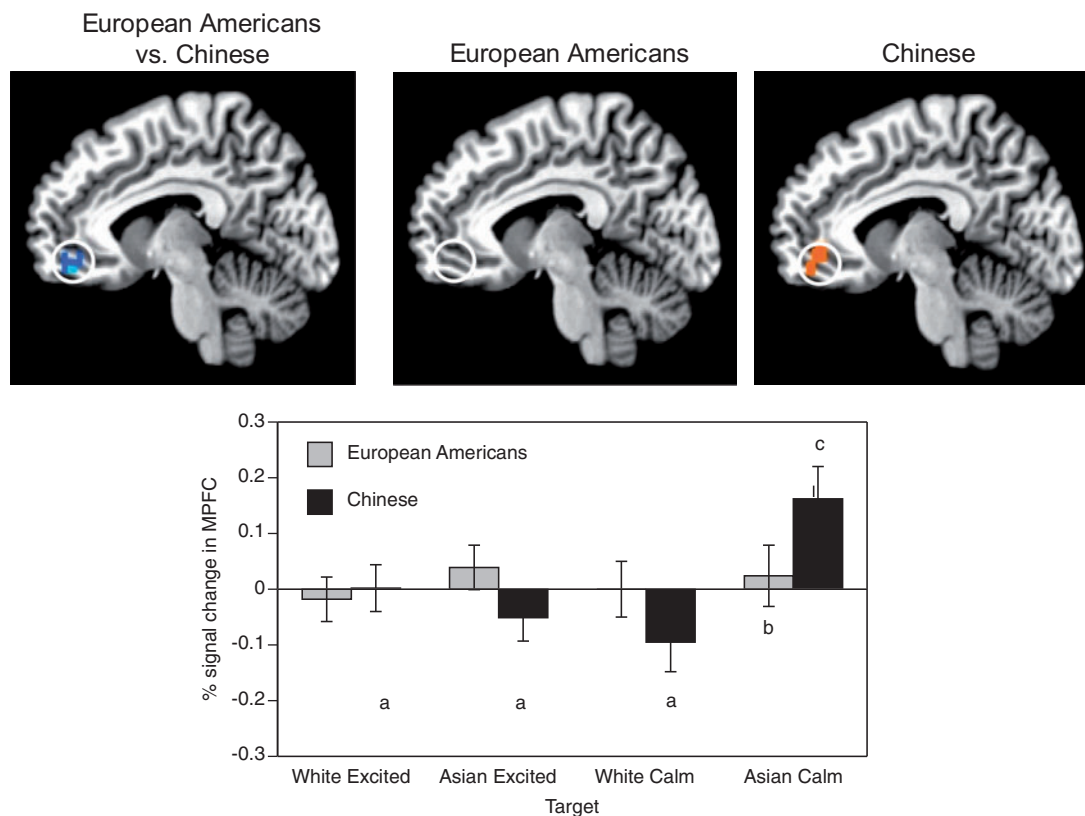 European Americans
vs. Chinese
European Americans
Chinese
0.3
0.2
0.1
0
-0.1
-0.2
-0.3
% signal change in MPFC
European Americans
Chinese
c
b
a
a
a
White Excited
Asian Excited
White Calm
Asian Calm
Target